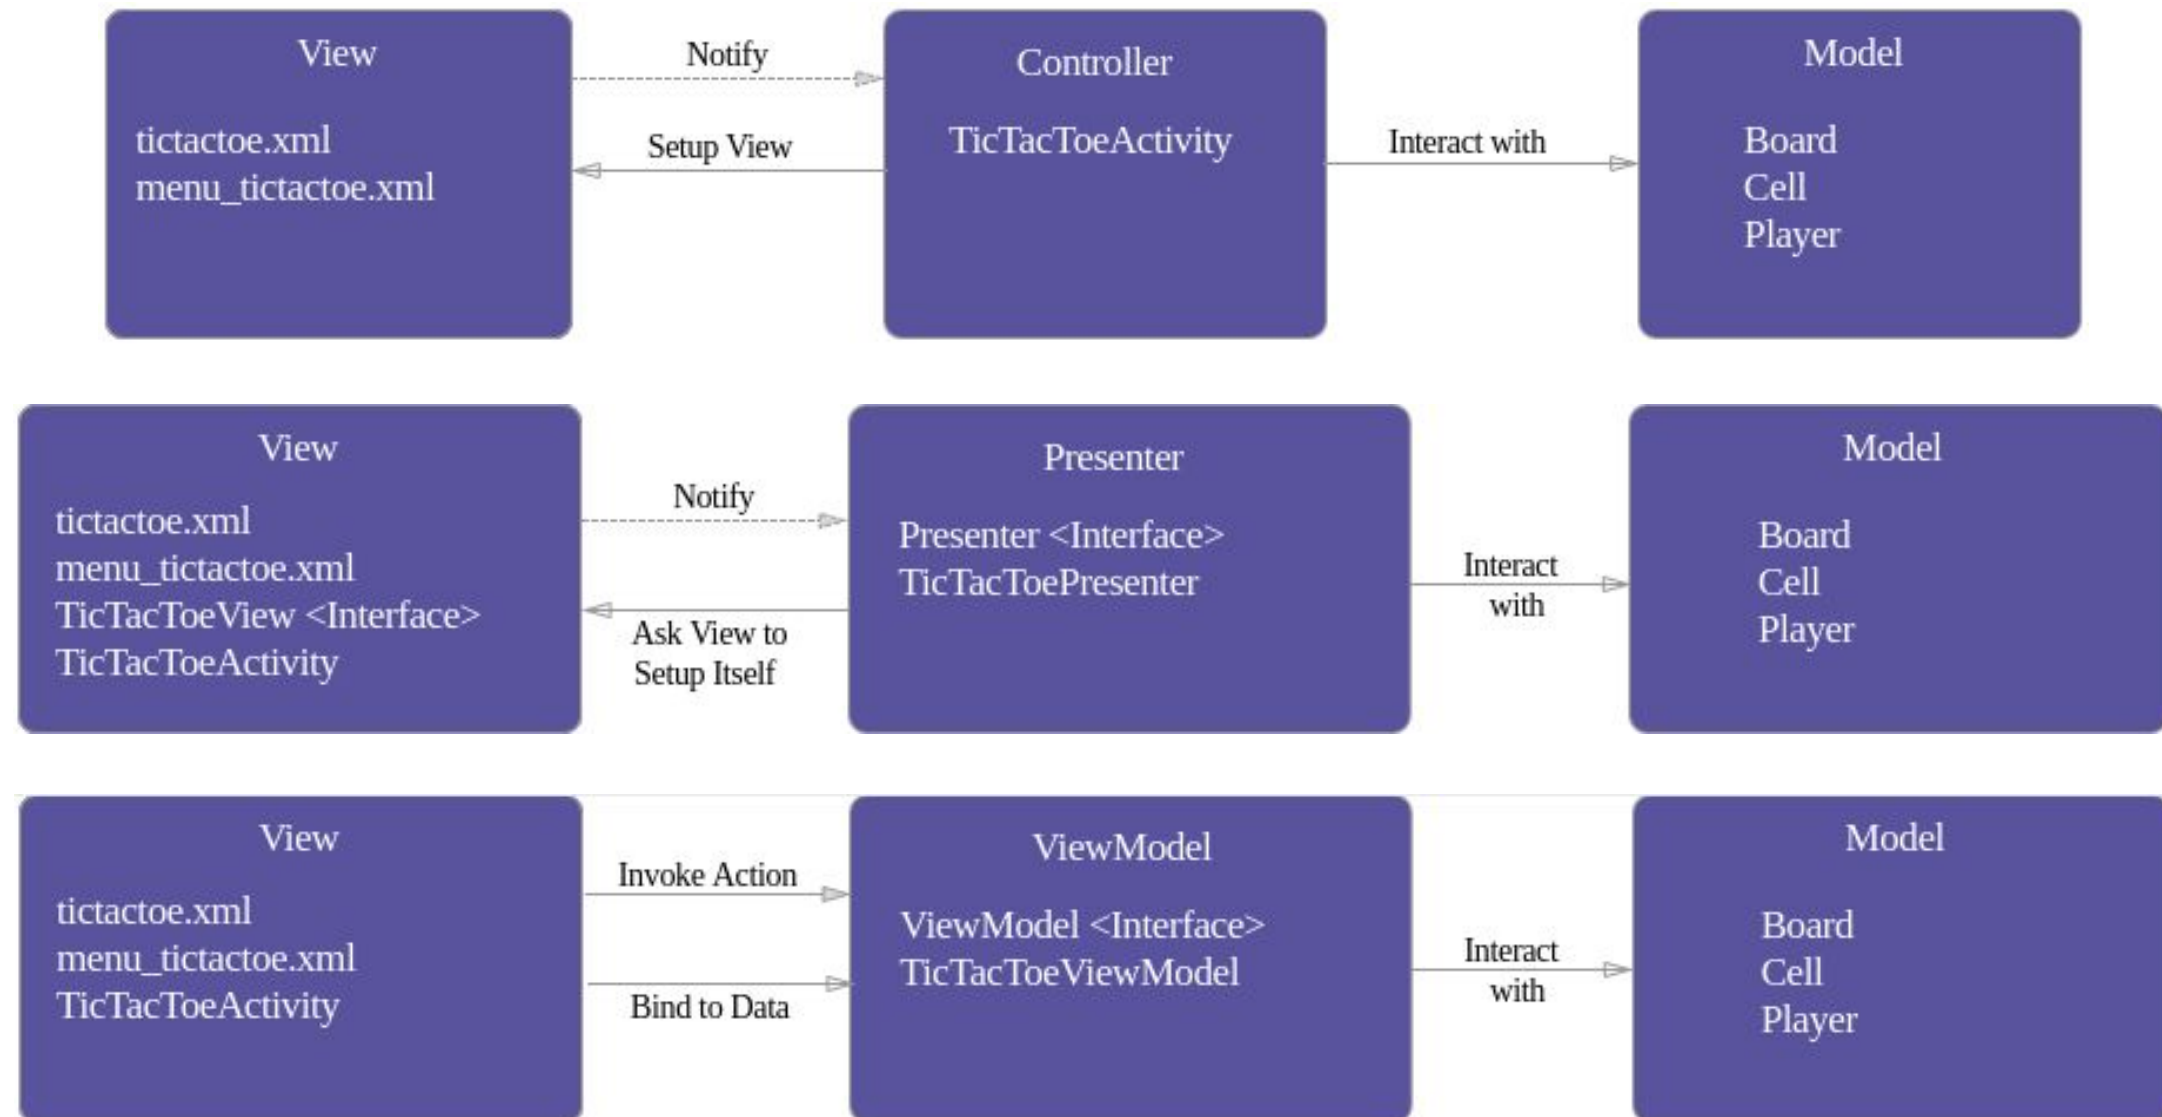 View
tictactoe.xml
menu_tictactoe.xml
Notify
Setup View
Controller
TicTacToeActivity
Interact with
Model
Board
Cell
Player
View
tictactoe.xml
menu_tictactoe.xml
TicTacToeView <Interface>
TicTacToeActivity
Notify
Ask View to
Setup Itself
Presenter
Presenter <Interface>
TicTacToePresenter
Interact
with
Model
Board
Cell
Player
View
tictactoe.xml
menu_tictactoe.xml
TicTacToeActivity
Invoke Action
Bind to Data
ViewModel
ViewModel <Interface>
TicTacToeViewModel
Interact
with
Model
Board
Cell
Player